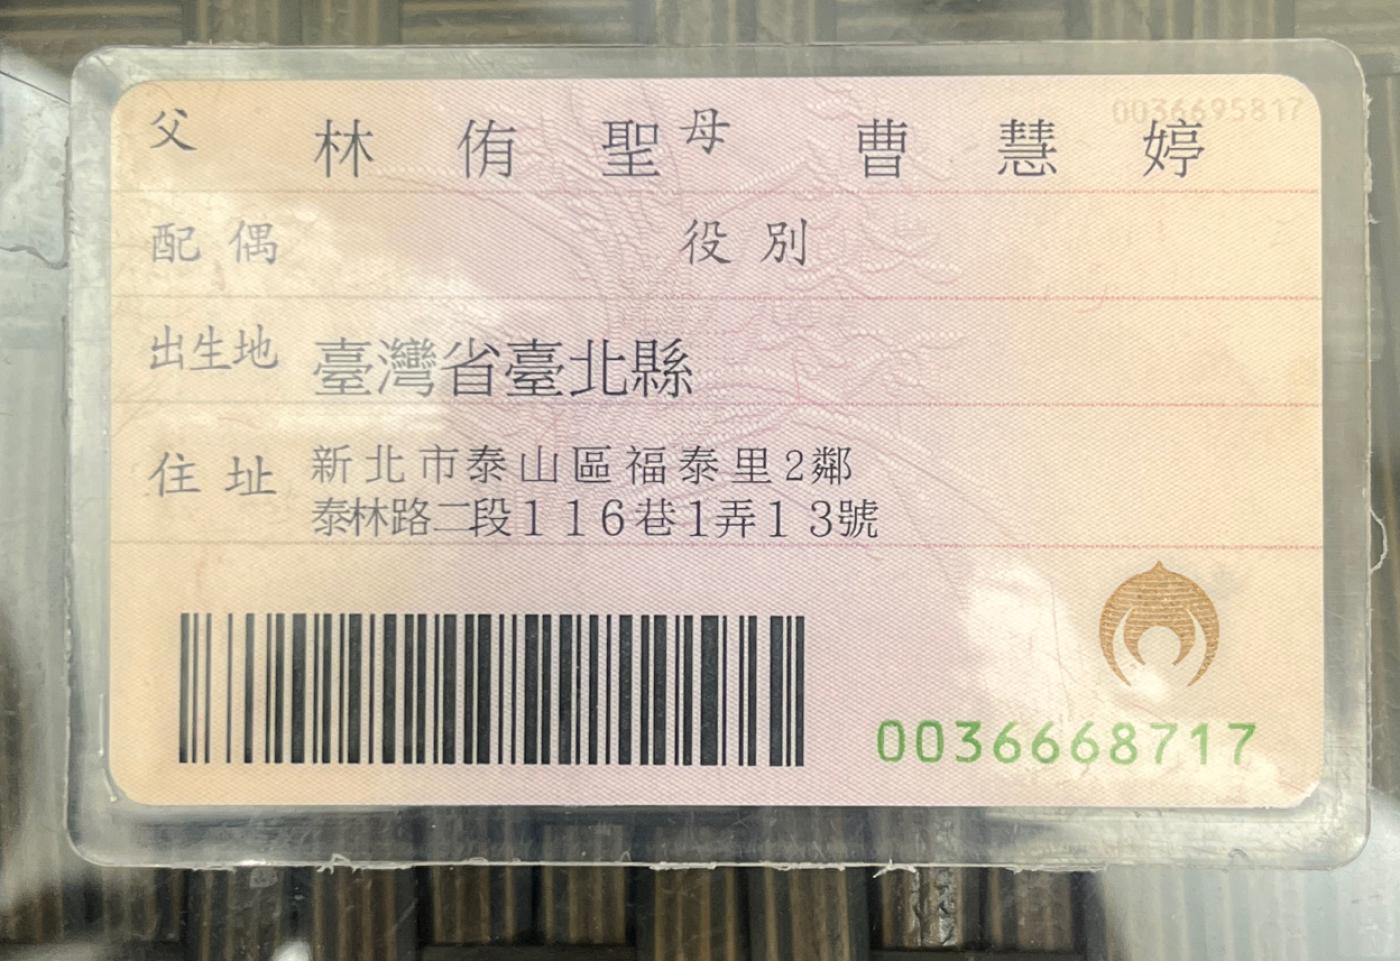 0036695817
父 林侑聖 母 曹慧婷
配偶 役別
出生地 臺灣省臺北縣
住址 新北市泰山區福泰里2鄰
泰林路二段116巷1弄13號
0036668717